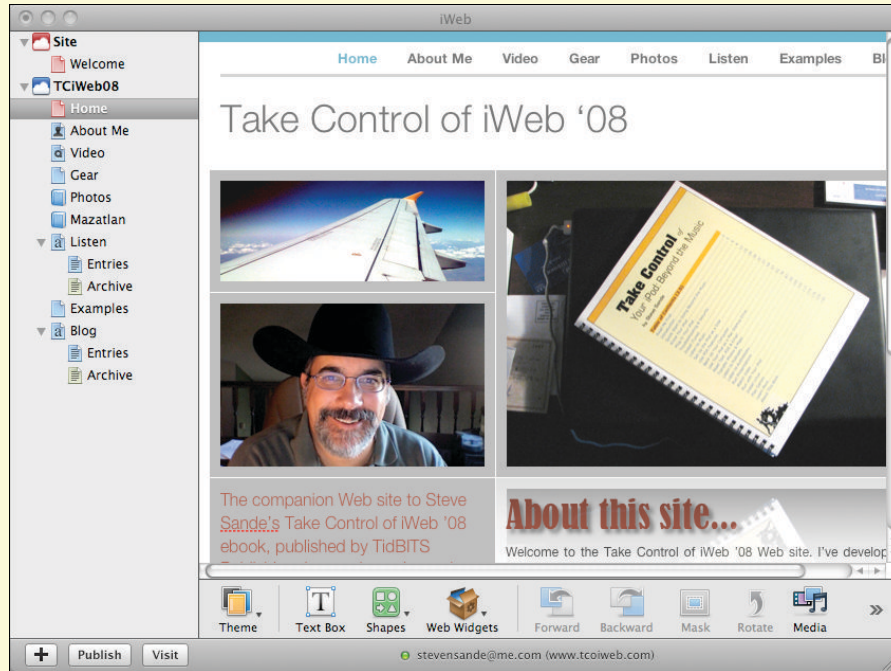 iWeb
Site
Welcome
TCiWeb08
Home
About Me
Video
Gear
Photos
Mazatlan
Listen
Entries
Archive
Examples
Blog
Entries
Archive
Home About Me Video Gear Photos Listen Examples
Take Control of iWeb ‘08
Take Control of
Your iPod: Beyond the Music
by Steve Sande
The companion Web site to Steve
Sande's Take Control of iWeb '08
ebook, published by TidBITS
About this site...
Welcome to the Take Control of iWeb '08 Web site. I've develop
Theme Text Box Shapes Web Widgets Forward Backward Mask Rotate Media
Publish Visit stevensande@me.com (www.tcoiweb.com)